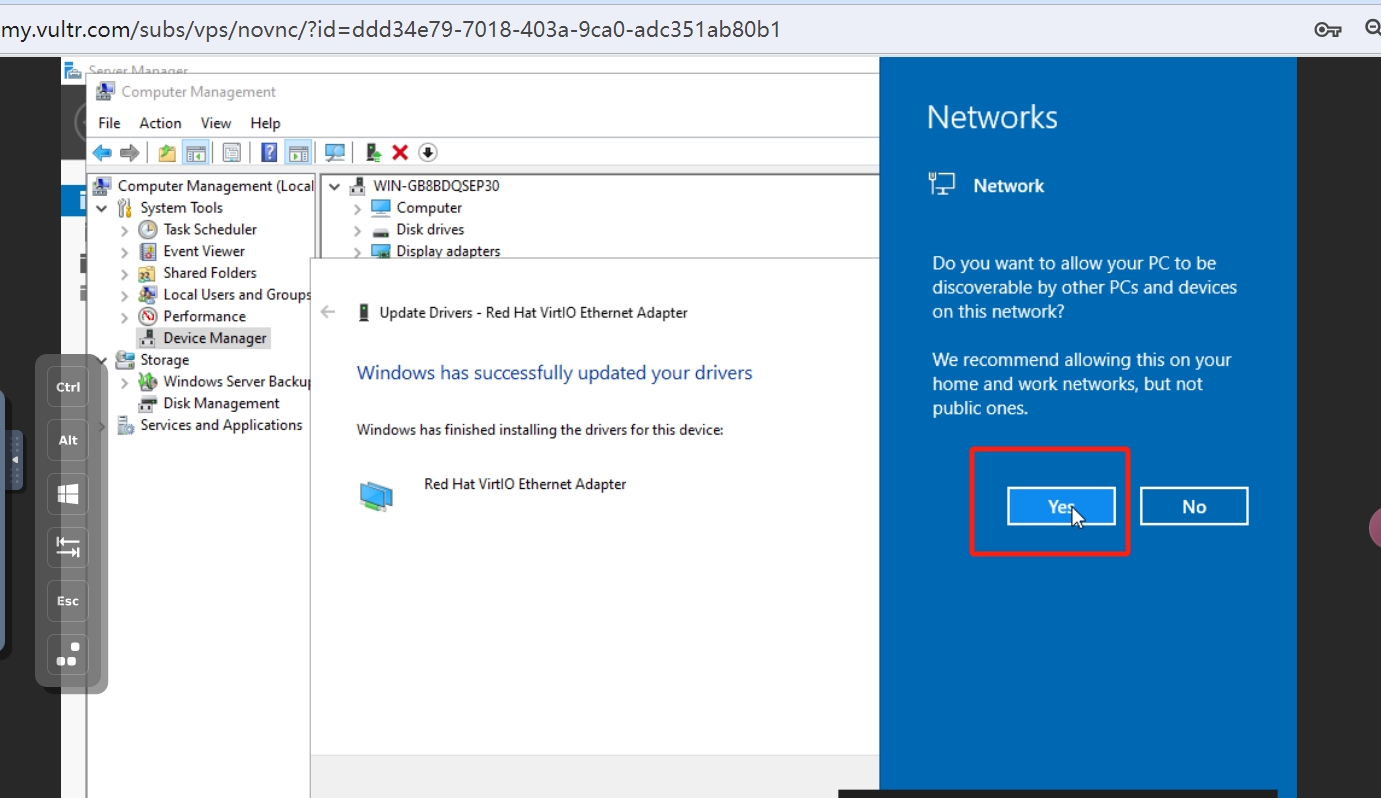 my.vultr.com/subs/vps/novnc/?id=ddd34e79-7018-403a-9ca0-adc351ab80b1
Server Manager
Computer Management
File Action View Help
Computer Management (Local
System Tools
Task Scheduler
Event Viewer
Shared Folders
Local Users and Groups
Performance
Device Manager
Storage
Windows Server Backup
Disk Management
Services and Applications
WIN-GB8BDQSEP30
Computer
Disk drives
Display adapters
Update Drivers - Red Hat VirtIO Ethernet Adapter
Windows has successfully updated your drivers
Windows has finished installing the drivers for this device:
Red Hat VirtIO Ethernet Adapter
Networks
Network
Do you want to allow your PC to be
discoverable by other PCs and devices
on this network?
We recommend allowing this on your
home and work networks, but not
public ones.
Yes
No
Ctrl
Alt
Esc